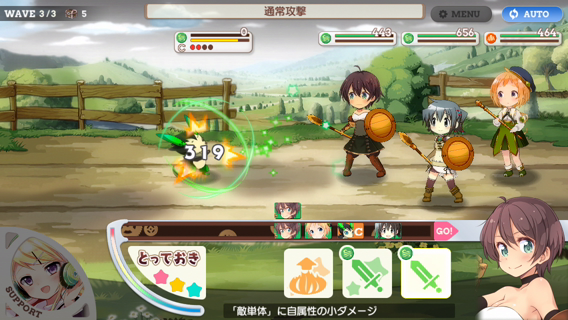 WAVE 3/3 5
通常攻撃
MENU
AUTO
0
C
443
656
464
319
C
GO!
とっておき
SUPPORT
「敵単体」に自属性の小ダメージ